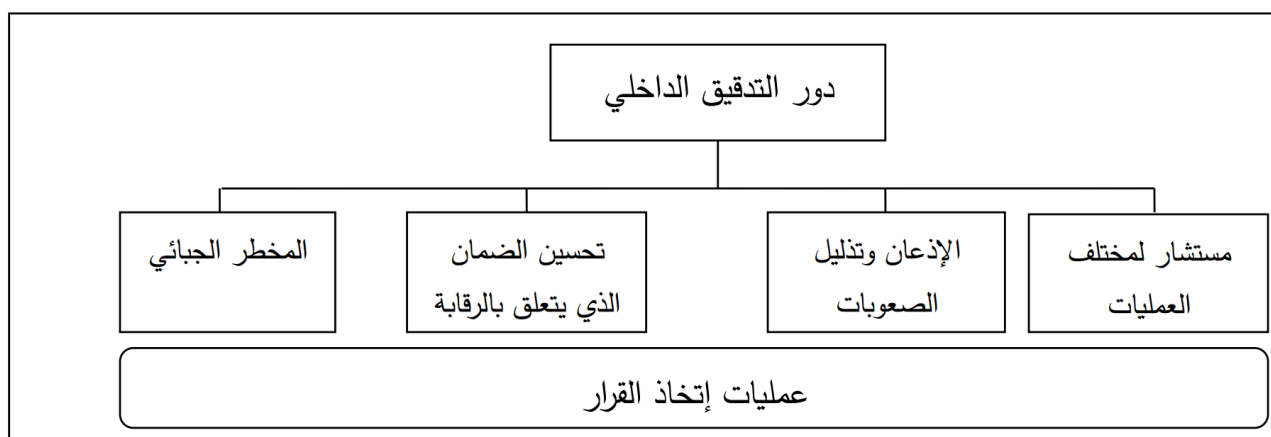 دور التدقيق الداخلي
مستشار لمختلف
العمليات
الإذعان وتذليل
الصعوبات
تحسين الضمان
الذي يتعلق بالرقابة
المخطر الجبائي
عمليات إتخاذ القرار